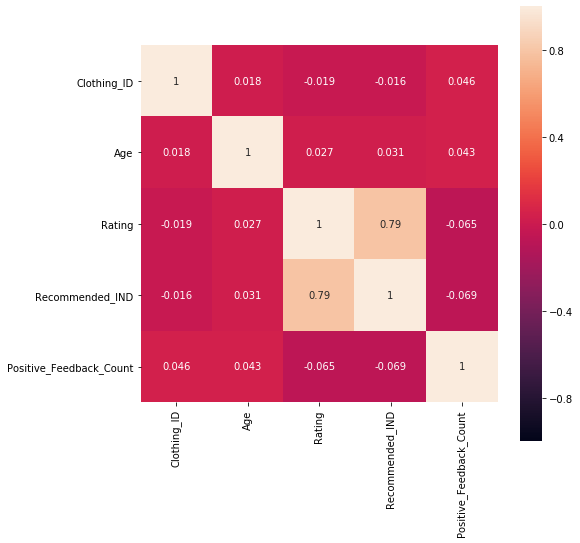 Clothing_ID 1 0.018 -0.019 -0.016 0.046
Age 0.018 1 0.027 0.031 0.043
Rating -0.019 0.027 1 0.79 -0.065
Recommended_IND -0.016 0.031 0.79 1 -0.069
Positive_Feedback_Count 0.046 0.043 -0.065 -0.069 1
Clothing_ID
Age
Rating
Recommended_IND
Positive_Feedback_Count
0.8
0.4
0.0
−0.4
−0.8